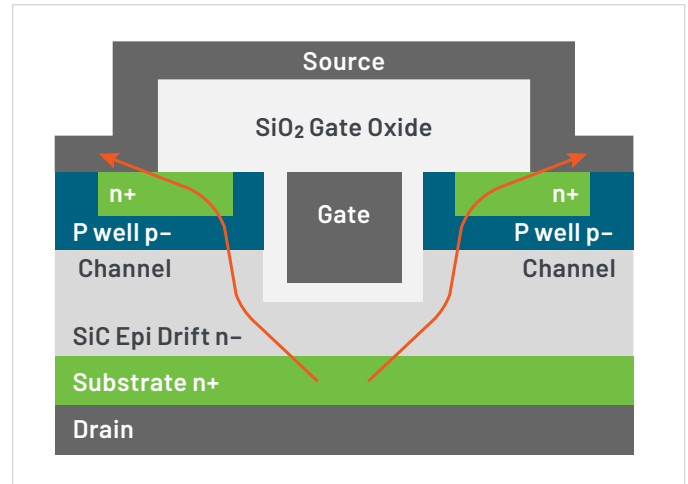 Source
SiO₂ Gate Oxide
n+
Gate
n+
P well p–
P well p–
Channel
Channel
SiC Epi Drift n–
Substrate n+
Drain